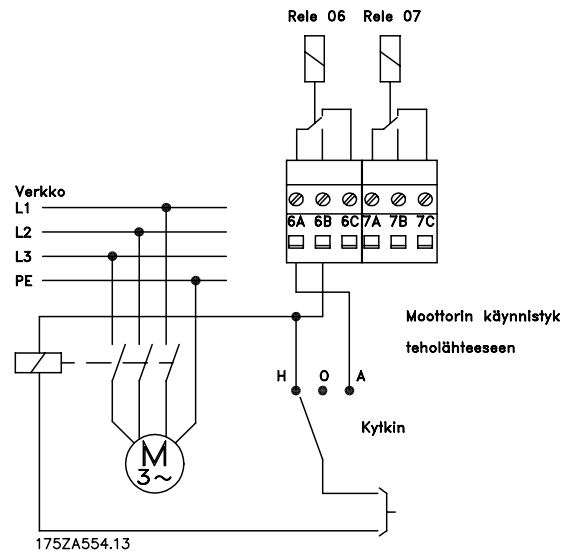 Rele 06 Rele 07
6A 6B 6C 7A 7B 7C
Verkko
L1
L2
L3
PE
Moottorin käynnistyk
teholähteeseen
H O A
Kytkin
M
3~
175ZA554.13